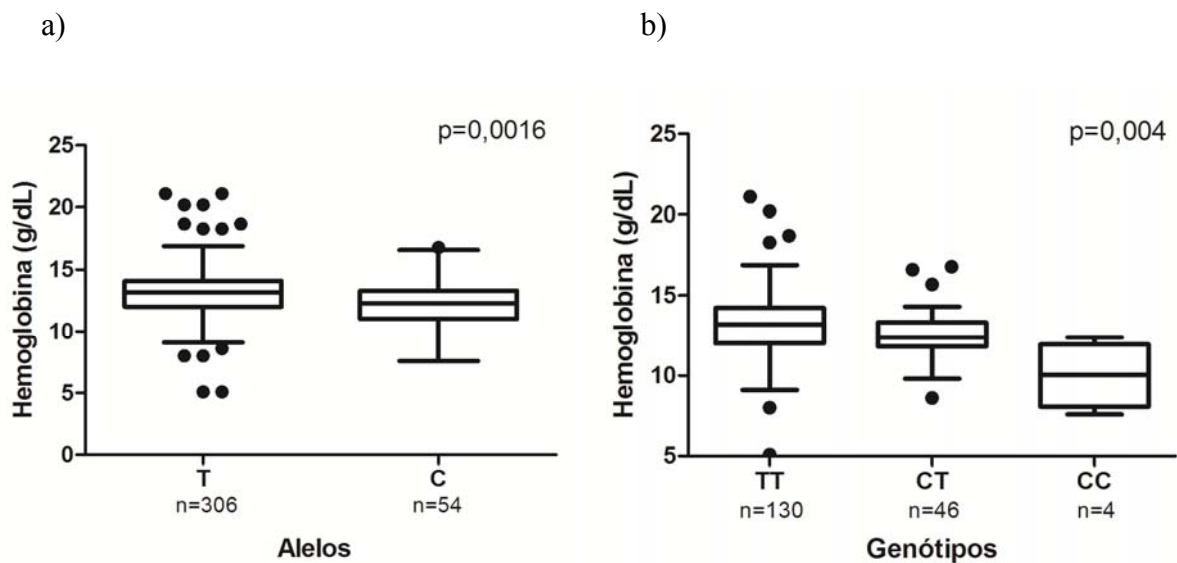 a)
b)
p=0,0016
Hemoglobina (g/dL)
25
20
15
10
5
0
T
C
n=306
n=54
Alelos
p=0,004
Hemoglobina (g/dL)
25
20
15
10
5
TT
CT
CC
n=130
n=46
n=4
Genótipos